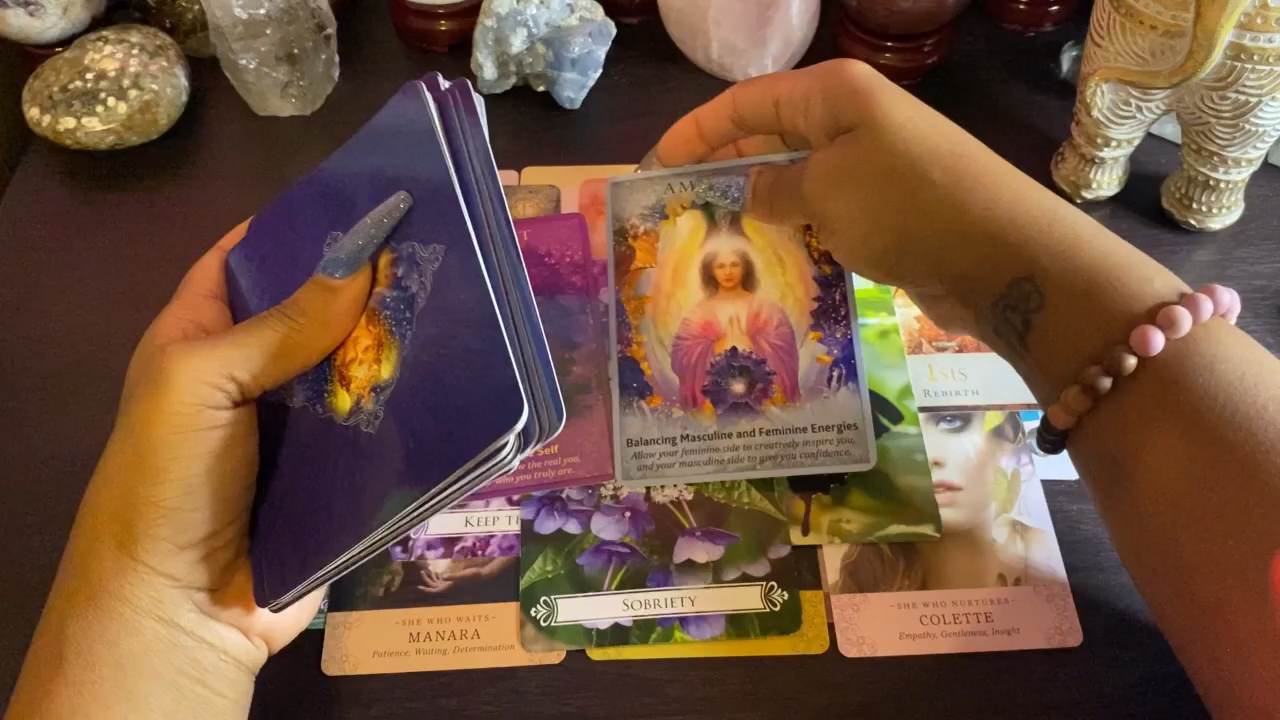 AM
Balancing Masculine and Feminine Energies
Allow your feminine side to creatively inspire you,
and your masculine side to give you confidence.
Self
the real you,
who you truly are.
ISIS
REBIRTH
KEEP
~SHE WHO WAITS~
MANARA
Patience, Waiting, Determination
SOBRIETY
~SHE WHO NURTURES~
COLETTE
Empathy, Gentleness, Insight